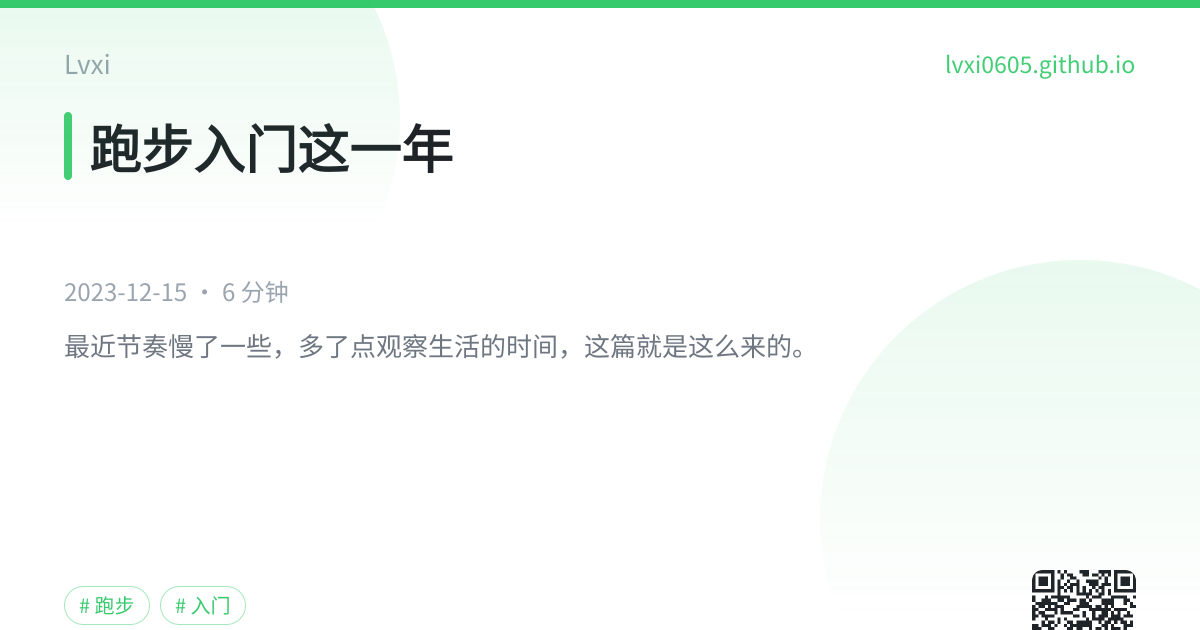 Lvxi
lvxi0605.github.io
跑步入门这一年
2023-12-15 · 6 分钟
最近节奏慢了一些，多了点观察生活的时间，这篇就是这么来的。
# 跑步
# 入门